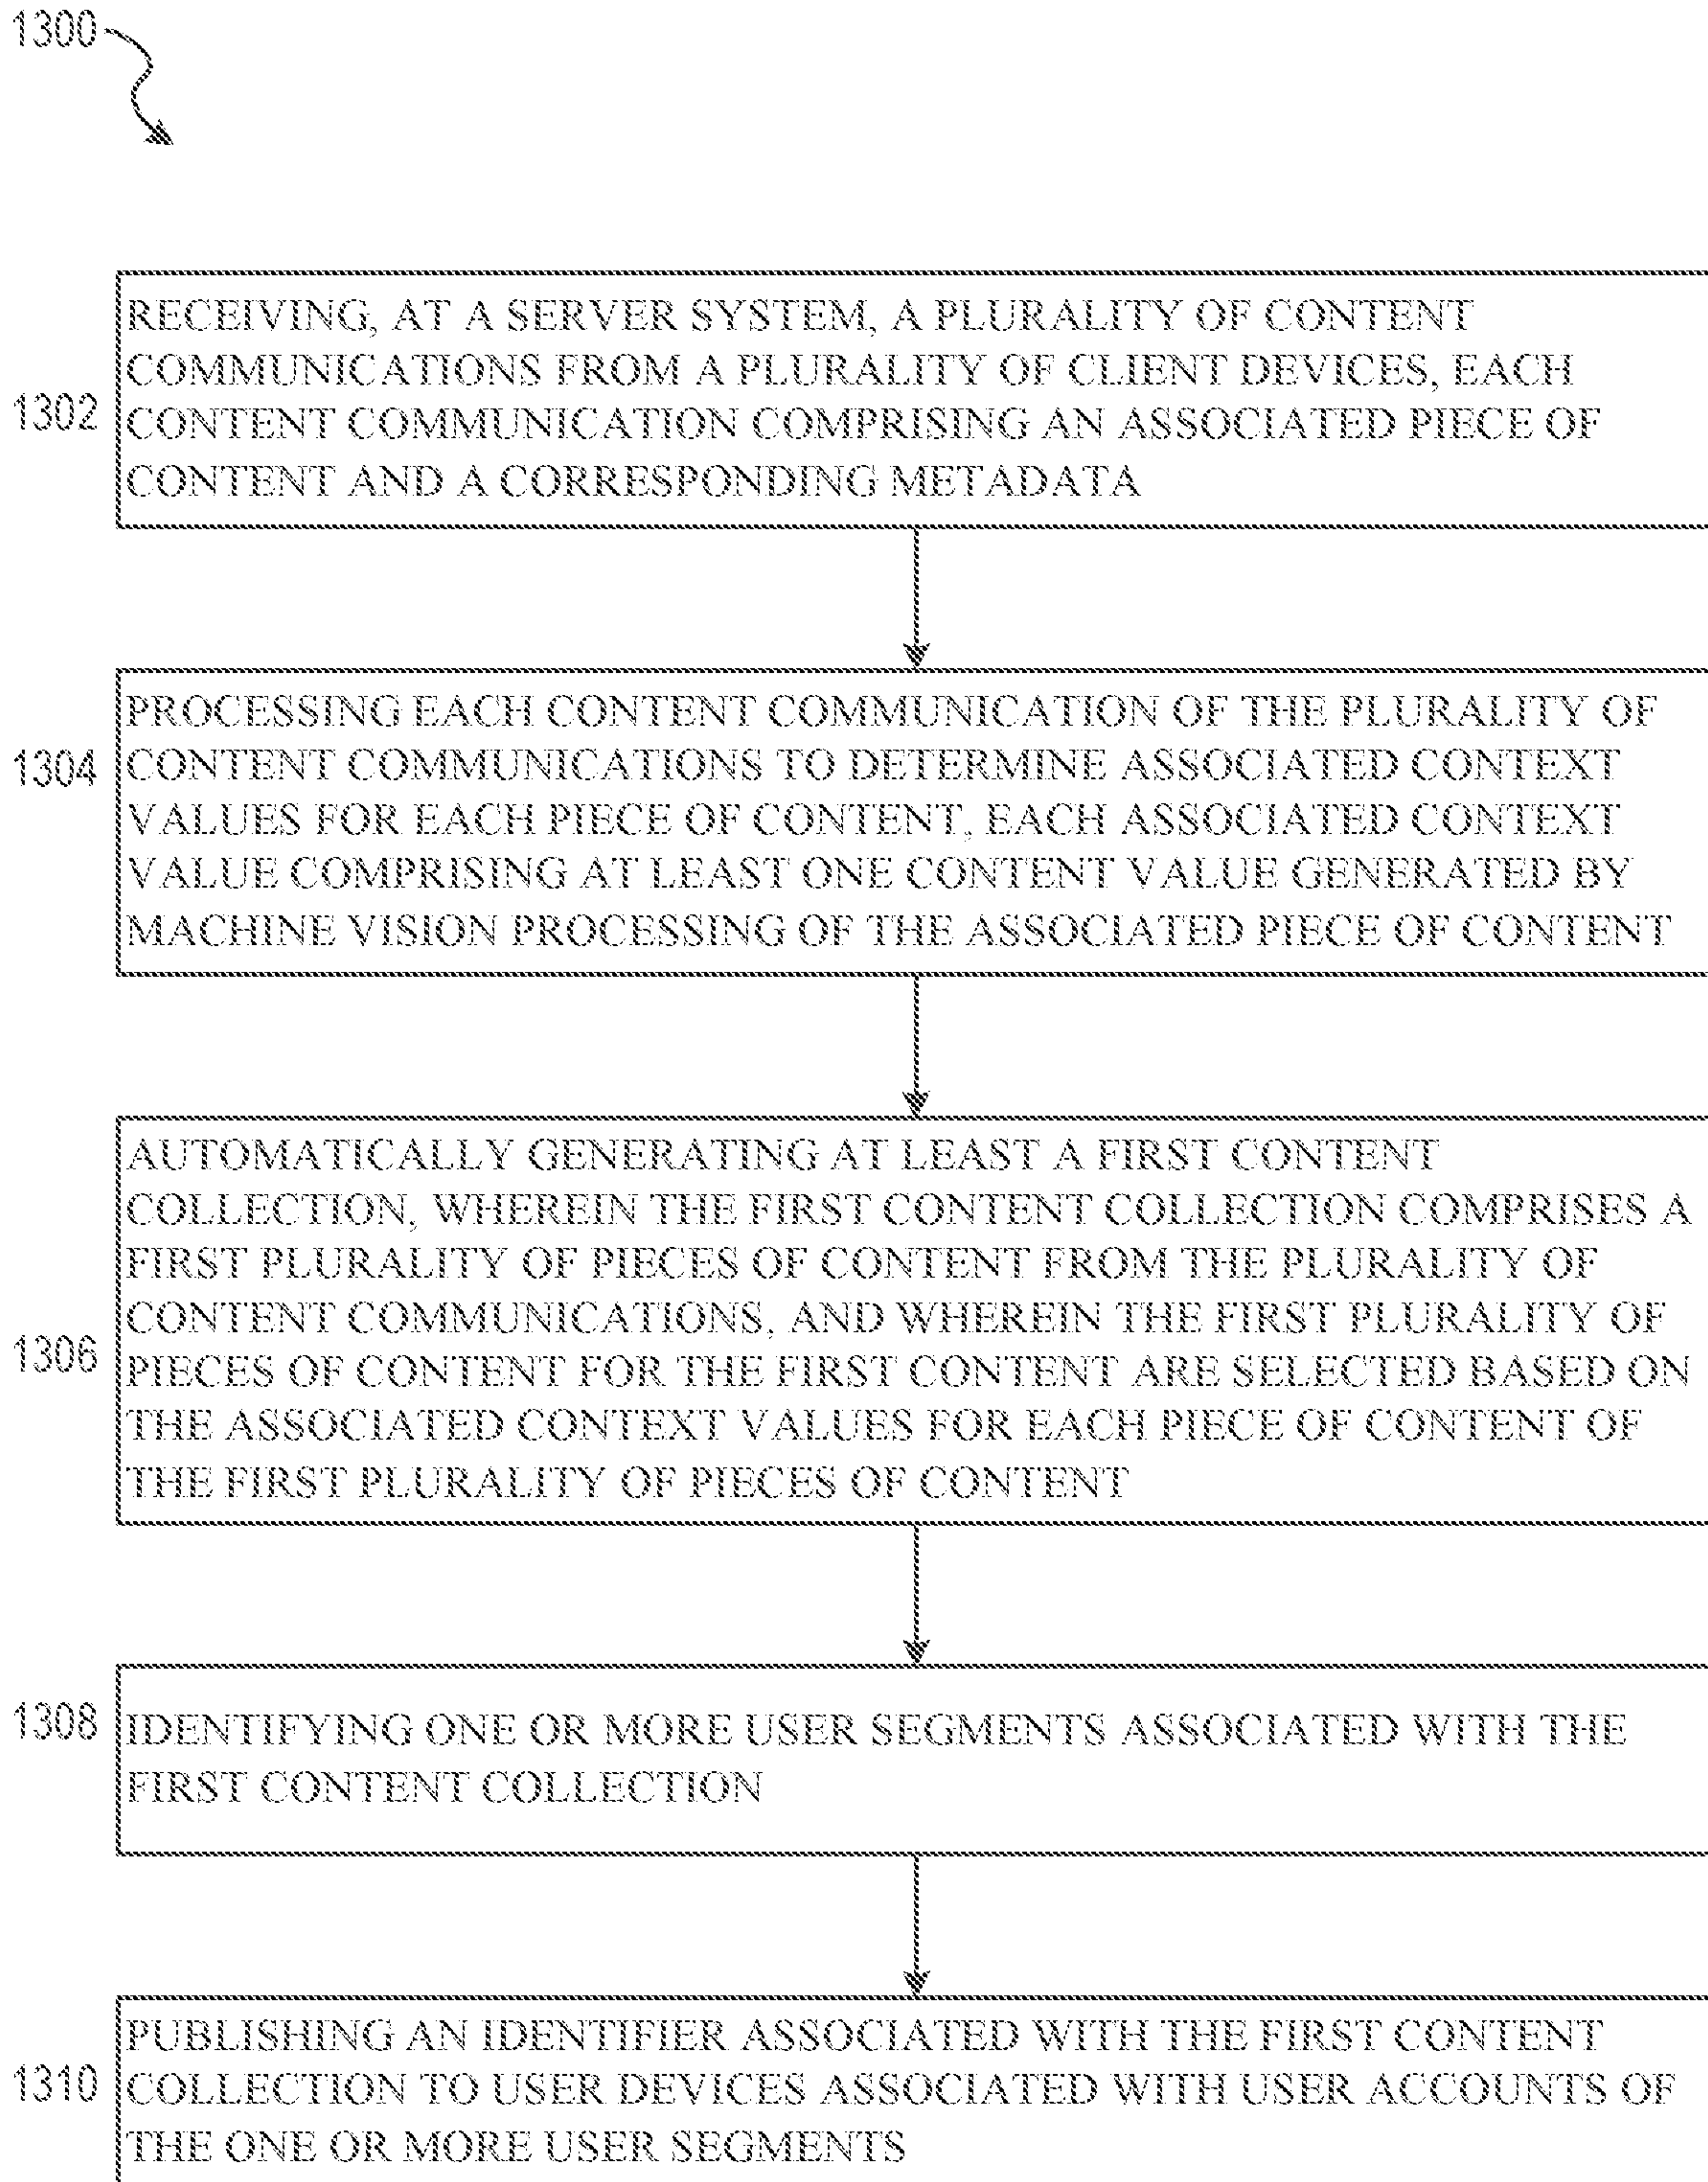 1300
RECEIVING, AT A SERVER SYSTEM, A PLURALITY OF CONTENT
COMMUNICATIONS FROM A PLURALITY OF CLIENT DEVICES, EACH
1302
CONTENT COMMUNICATION COMPRISING AN ASSOCIATED PIECE OF
CONTENT AND A CORRESPONDING METADATA
PROCESSING EACH CONTENT COMMUNICATION OF THE PLURALITY OF
1304
CONTENT COMMUNICATIONS TO DETERMINE ASSOCIATED CONTEXT
VALUES FOR EACH PIECE OF CONTENT, EACH ASSOCIATED CONTEXT
VALUE COMPRISING AT LEAST ONE CONTENT VALUE GENERATED BY
MACHINE VISION PROCESSING OF THE ASSOCIATED PIECE OF CONTENT
AUTOMATICALLY GENERATING AT LEAST A FIRST CONTENT
COLLECTION, WHEREIN THE FIRST CONTENT COLLECTION COMPRISES A
FIRST PLURALITY OF PIECES OF CONTENT FROM THE PLURALITY OF
CONTENT COMMUNICATIONS, AND WHEREIN THE FIRST PLURALITY OF
1306
PIECES OF CONTENT FOR THE FIRST CONTENT ARE SELECTED BASED ON
THE ASSOCIATED CONTEXT VALUES FOR EACH PIECE OF CONTENT OF
THE FIRST PLURALITY OF PIECES OF CONTENT
1308
IDENTIFYING ONE OR MORE USER SEGMENTS ASSOCIATED WITH THE
FIRST CONTENT COLLECTION
PUBLISHING AN IDENTIFIER ASSOCIATED WITH THE FIRST CONTENT
1310
COLLECTION TO USER DEVICES ASSOCIATED WITH USER ACCOUNTS OF
THE ONE OR MORE USER SEGMENTS